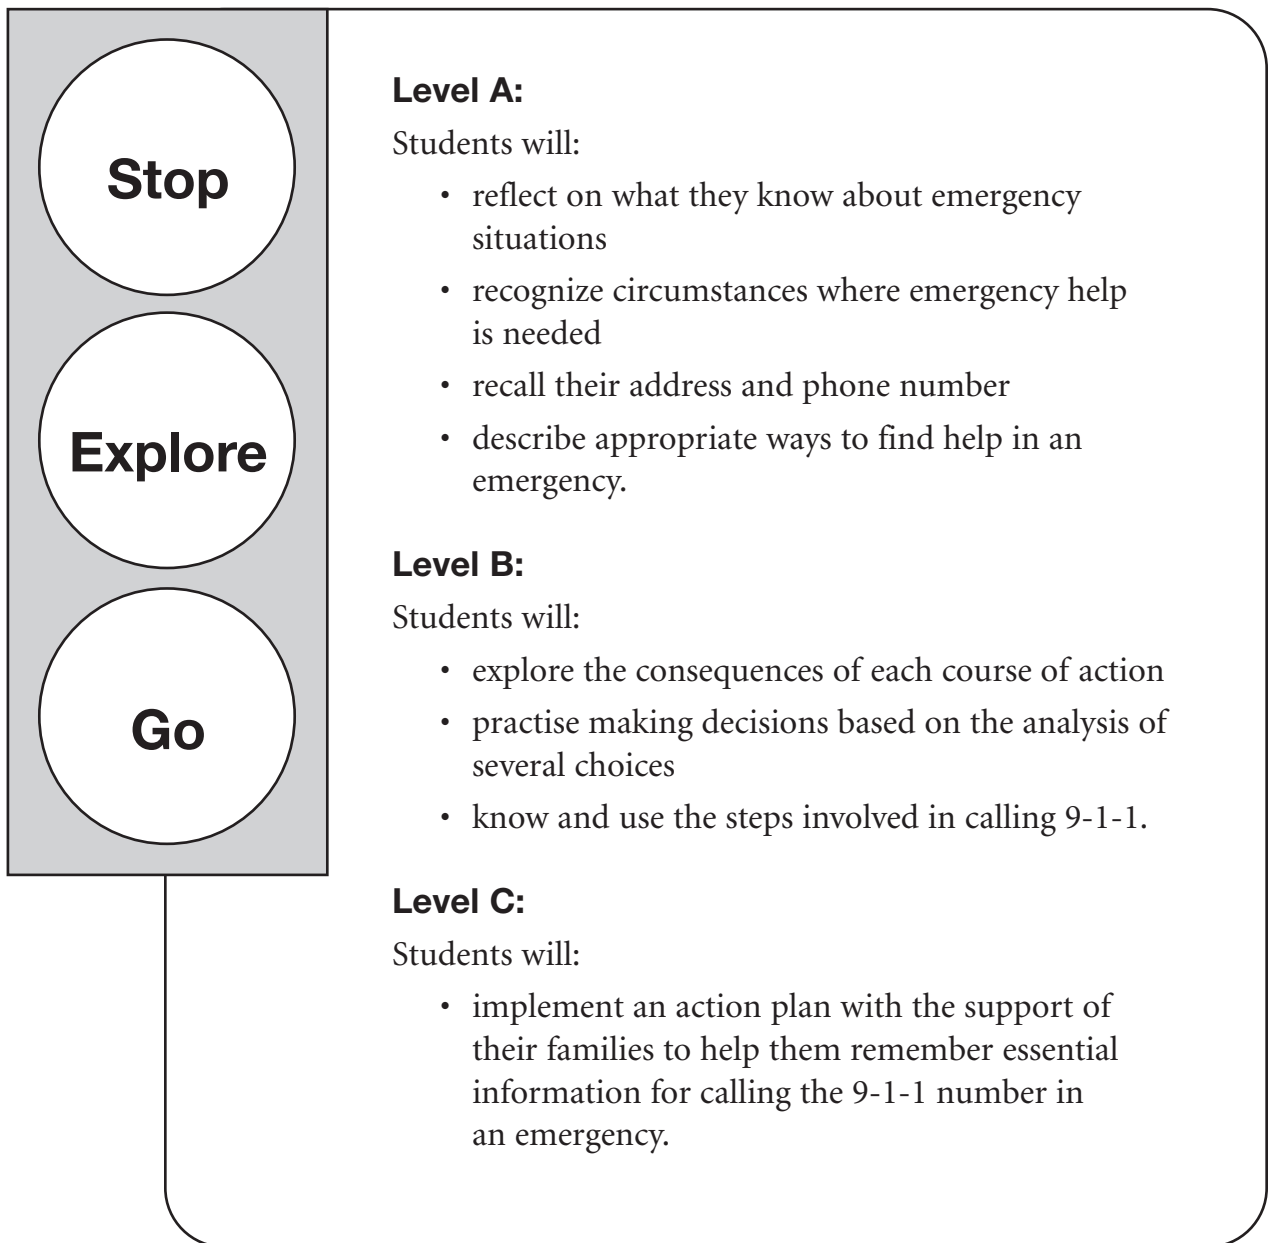 Stop
Explore
Go
Level A:
Students will:
• reflect on what they know about emergency
situations
• recognize circumstances where emergency help
is needed
• recall their address and phone number
• describe appropriate ways to find help in an
emergency.
Level B:
Students will:
• explore the consequences of each course of action
• practise making decisions based on the analysis of
several choices
• know and use the steps involved in calling 9-1-1.
Level C:
Students will:
• implement an action plan with the support of
their families to help them remember essential
information for calling the 9-1-1 number in
an emergency.